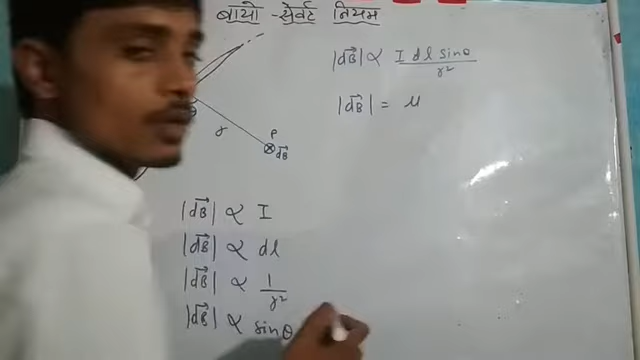 बायो-सेवर्ट नियम
|dB→| ∝ I dl sinθ / r²
|dB→| = μ
r
P
⊗ dB→
|dB→| ∝ I
|dB→| ∝ dl
|dB→| ∝ 1 / r²
|dB→| ∝ sinθ